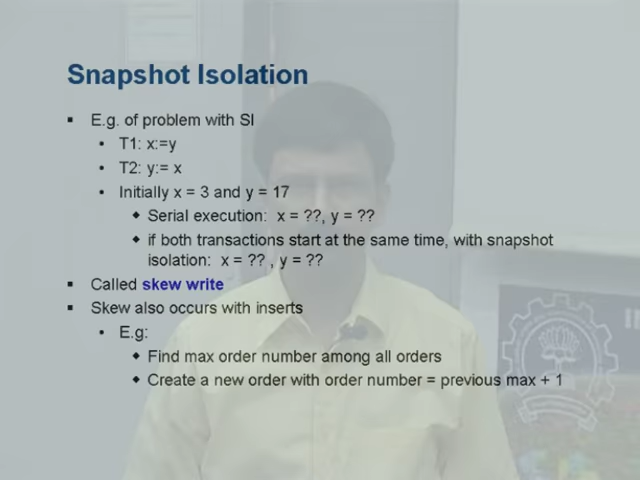 Snapshot Isolation
▪ E.g. of problem with SI
• T1: x:=y
• T2: y:= x
• Initially x = 3 and y = 17
◆ Serial execution:  x = ??, y = ??
◆ if both transactions start at the same time, with snapshot
isolation:  x = ?? , y = ??
▪ Called skew write
▪ Skew also occurs with inserts
• E.g:
◆ Find max order number among all orders
◆ Create a new order with order number = previous max + 1